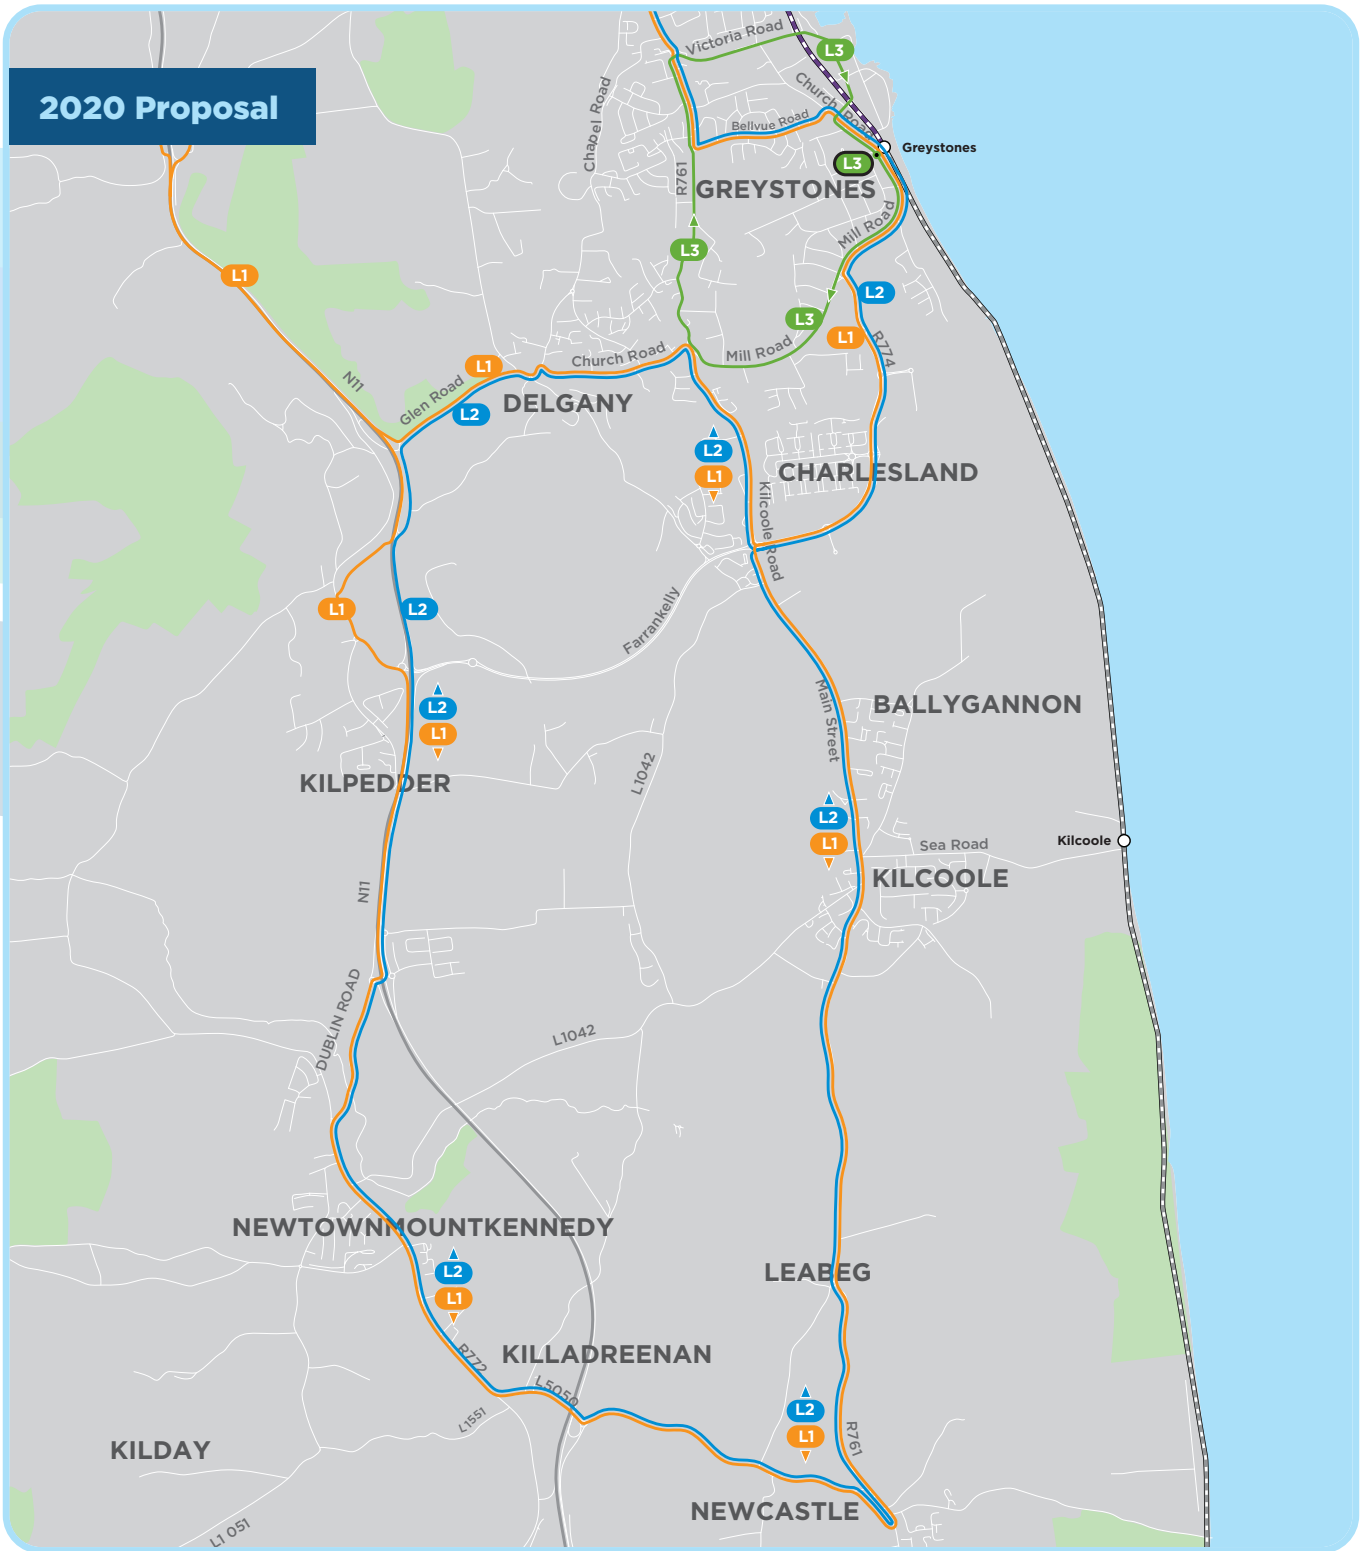 2020 Proposal
Victoria Road
L3
Church Road
Chapel Road
Bellvue Road
Greystones
L3
R761
GREYSTONES
Mill Road
L3
L1
L2
L3
L1
R774
Mill Road
Church Road
L1
N11
Glen Road
L2
DELGANY
L2
L1
CHARLESLAND
Kilcoole Road
L1
L2
Farrankelly
Main Street
BALLYGANNON
L2
L1
L1042
KILPEDDER
L2
L1
Sea Road
Kilcoole
KILCOOLE
N11
DUBLIN ROAD
L1042
NEWTOWNMOUNTKENNEDY
L2
L1
LEABEG
R772
KILLADREENAN
L5050
L1551
L2
L1
R761
KILDAY
NEWCASTLE
L1 051